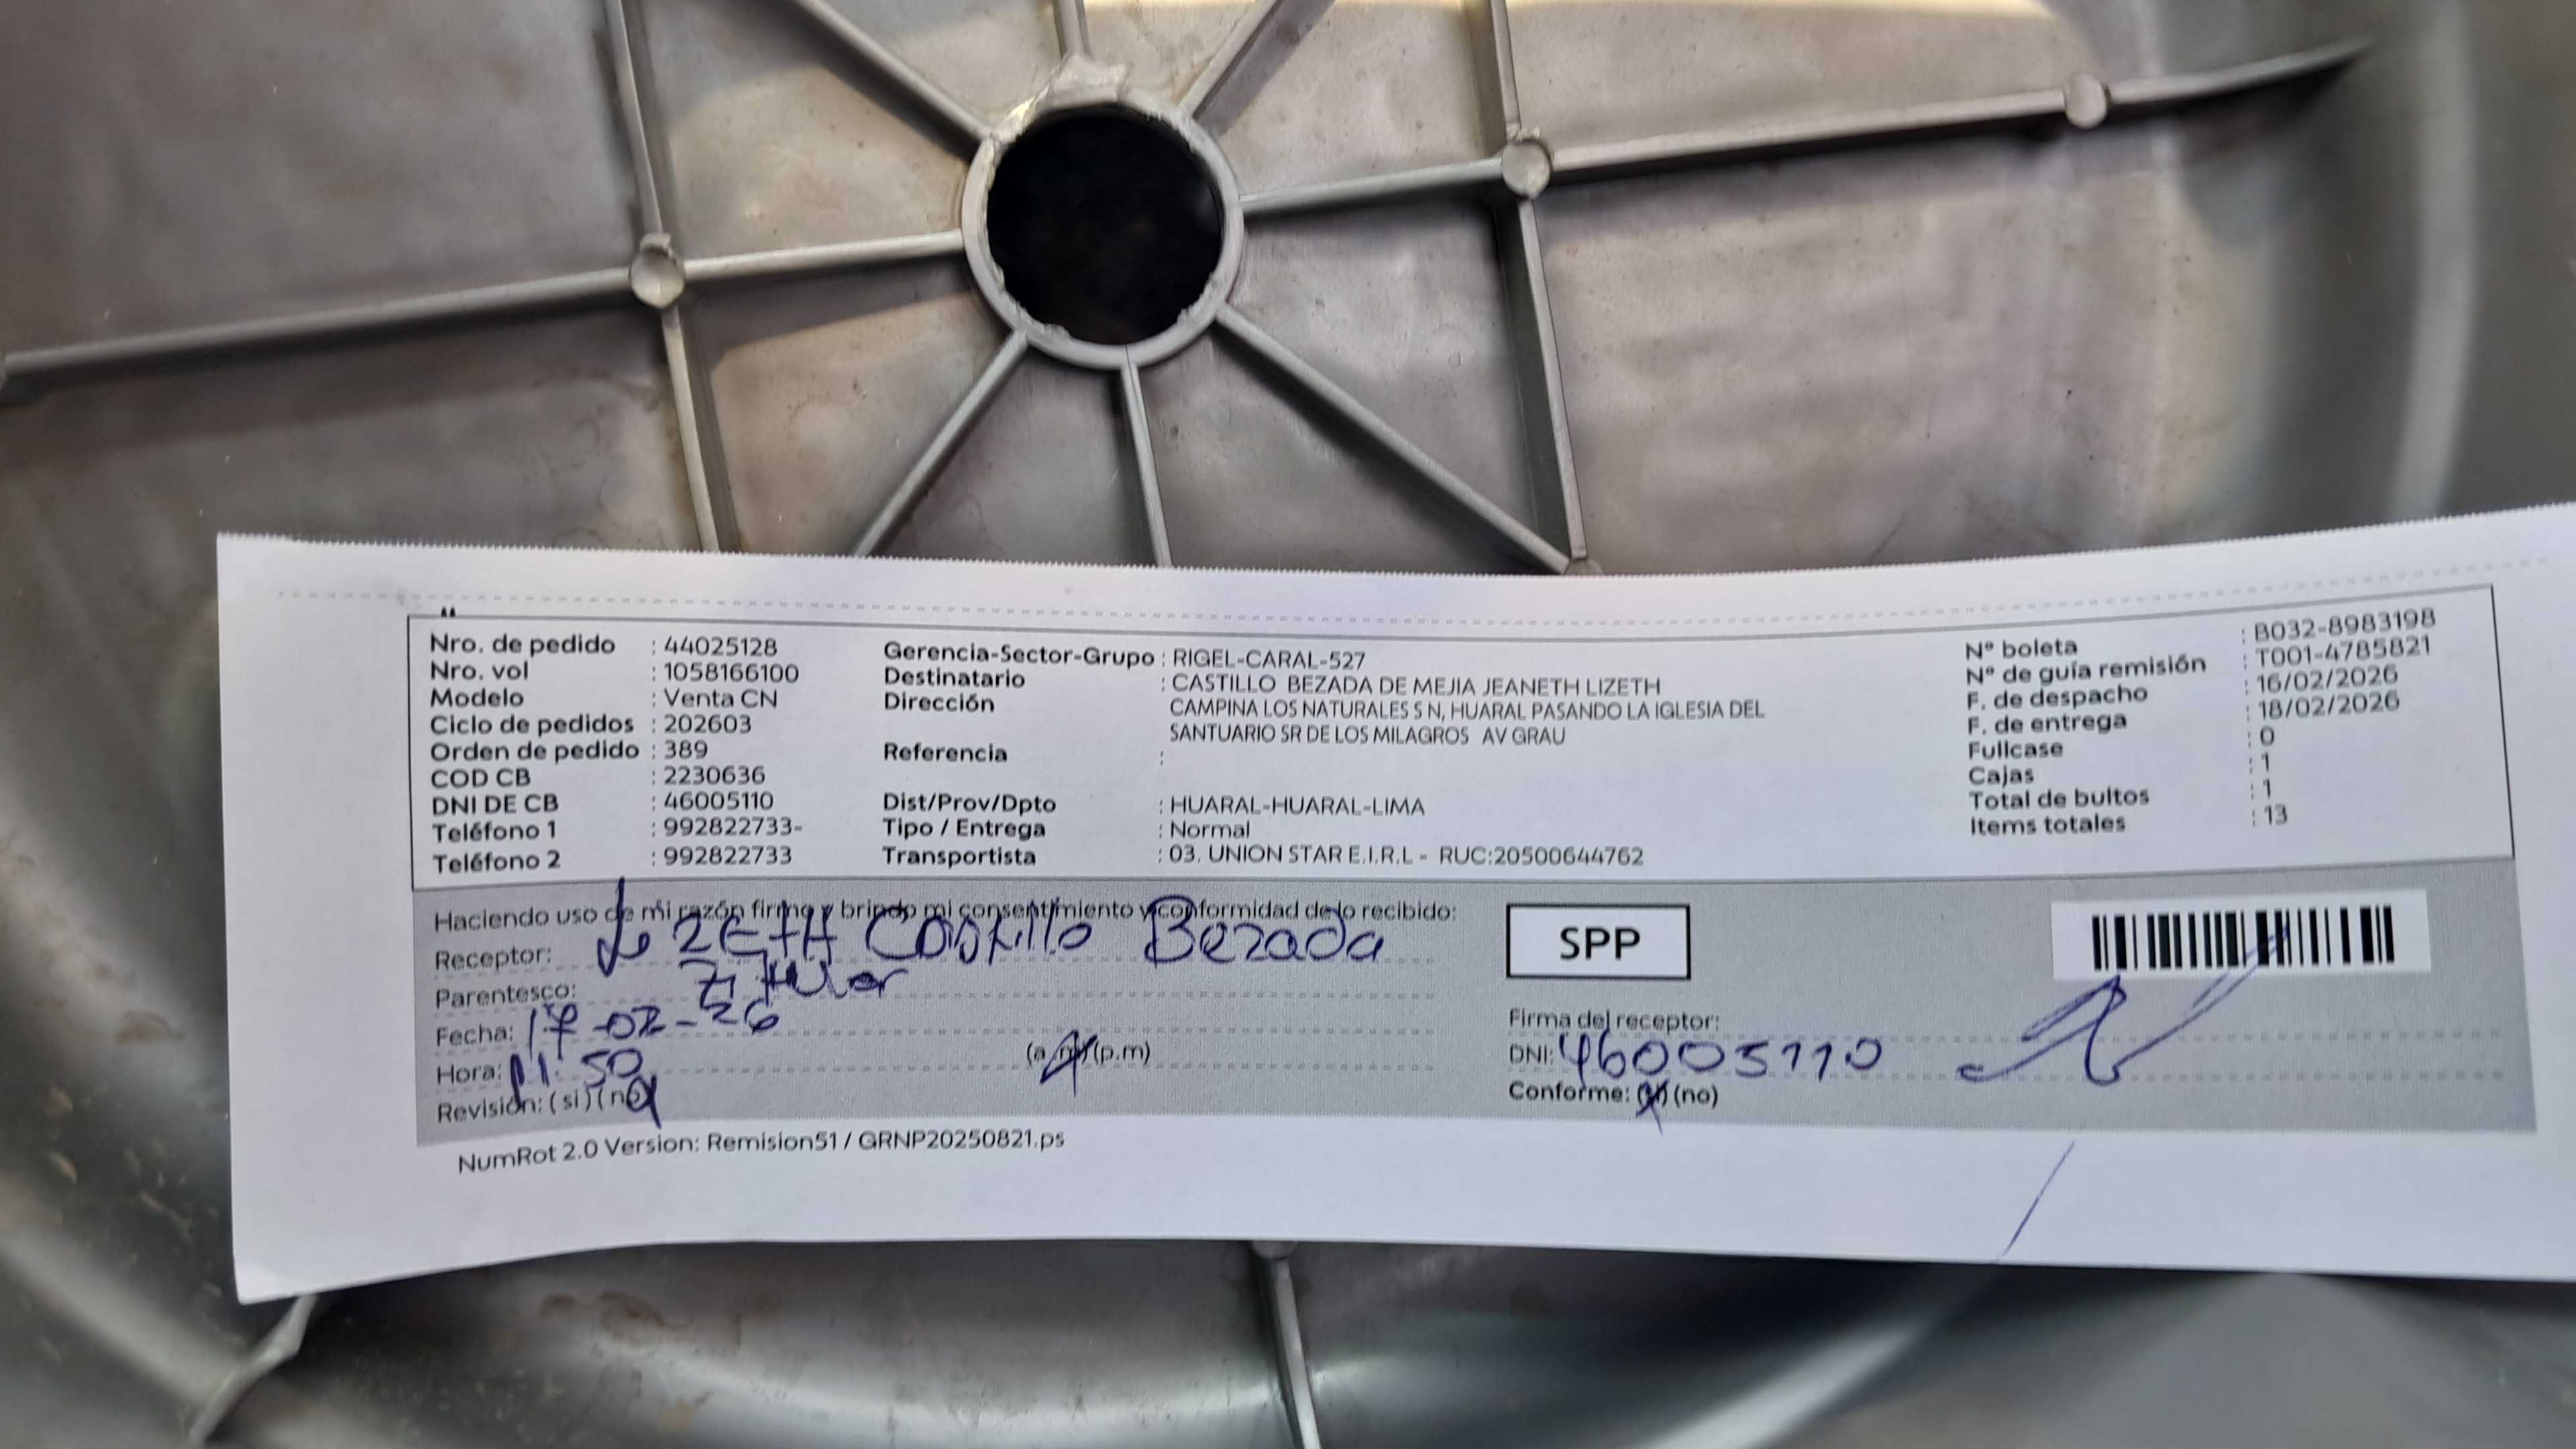 Nro. de pedido : 44025128
Nro. vol : 1058166100
Modelo : Venta CN
Ciclo de pedidos : 202603
Orden de pedido : 389
COD CB : 2230636
DNI DE CB : 46005110
Teléfono 1 : 992822733-
Teléfono 2 : 992822733
Gerencia-Sector-Grupo : RIGEL-CARAL-527
Destinatario : CASTILLO BEZADA DE MEJIA JEANETH LIZETH
Dirección CAMPINA LOS NATURALES S N, HUARAL PASANDO LA IGLESIA DEL
SANTUARIO SR DE LOS MILAGROS AV GRAU
Referencia :
Dist/Prov/Dpto : HUARAL-HUARAL-LIMA
Tipo / Entrega : Normal
Transportista : 03. UNION STAR E.I.R.L - RUC:20500644762
N° boleta : B032-8983198
N° de guía remisión : T001-4785821
F. de despacho : 16/02/2026
F. de entrega : 18/02/2026
Fullcase : 0
Cajas : 1
Total de bultos : 1
Items totales : 13
Haciendo uso de mi razón firmo y brindo mi consentimiento y conformidad de lo recibido:
Receptor: LizEtH Castillo Bezada
Parentesco: Titular
Fecha: 17-02-26
Hora: 11:50 (a.m)(p.m)
Revisión: (si) (no)
SPP
Firma del receptor:
DNI: 46005110
Conforme: (si) (no)
NumRot 2.0 Version: Remision51 / GRNP20250821.ps